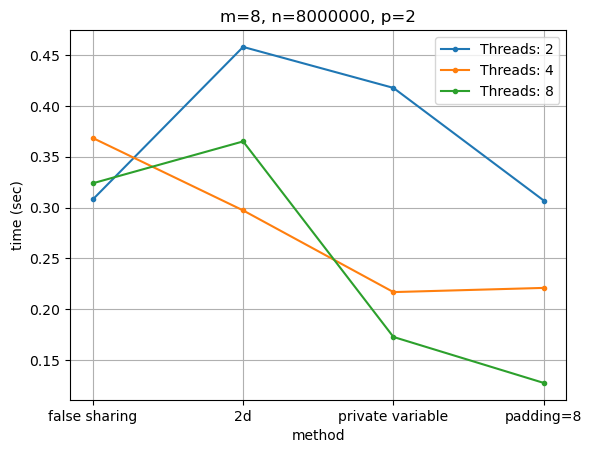 m=8, n=8000000, p=2
Threads: 2
Threads: 4
Threads: 8
time (sec)
0.45
0.40
0.35
0.30
0.25
0.20
0.15
false sharing 2d private variable padding=8
method